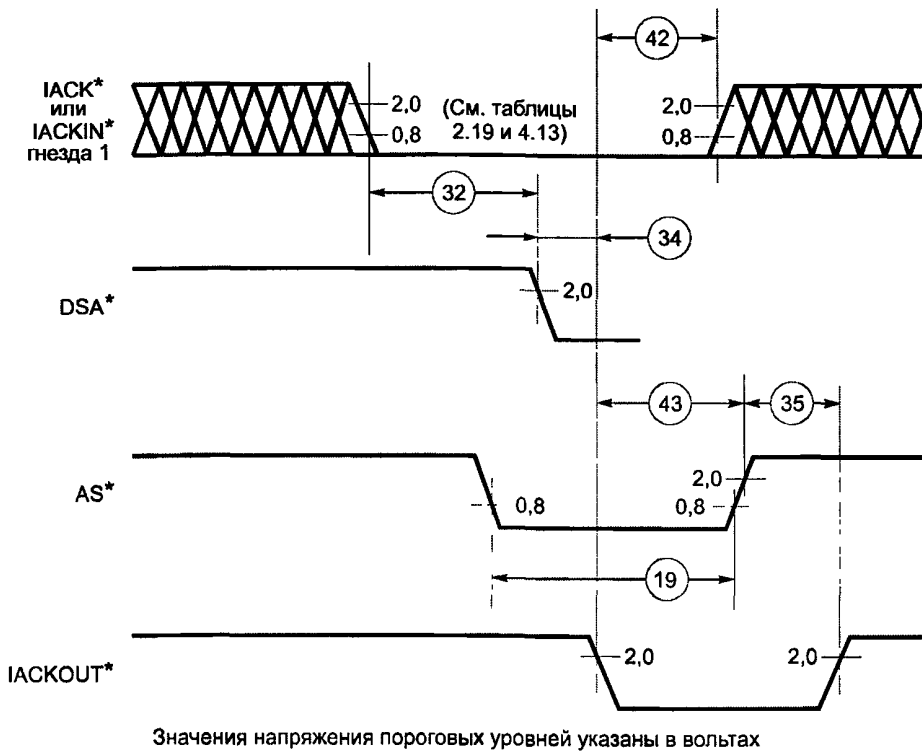 42
IACK*
или
IACKIN*
гнезда 1
2,0
0,8
(См. таблицы
2.19 и 4.13)
2,0
0,8
32
34
DSA*
2,0
43
35
AS*
0,8
2,0
0,8
19
IACKOUT*
2,0
2,0
Значения напряжения пороговых уровней указаны в вольтах